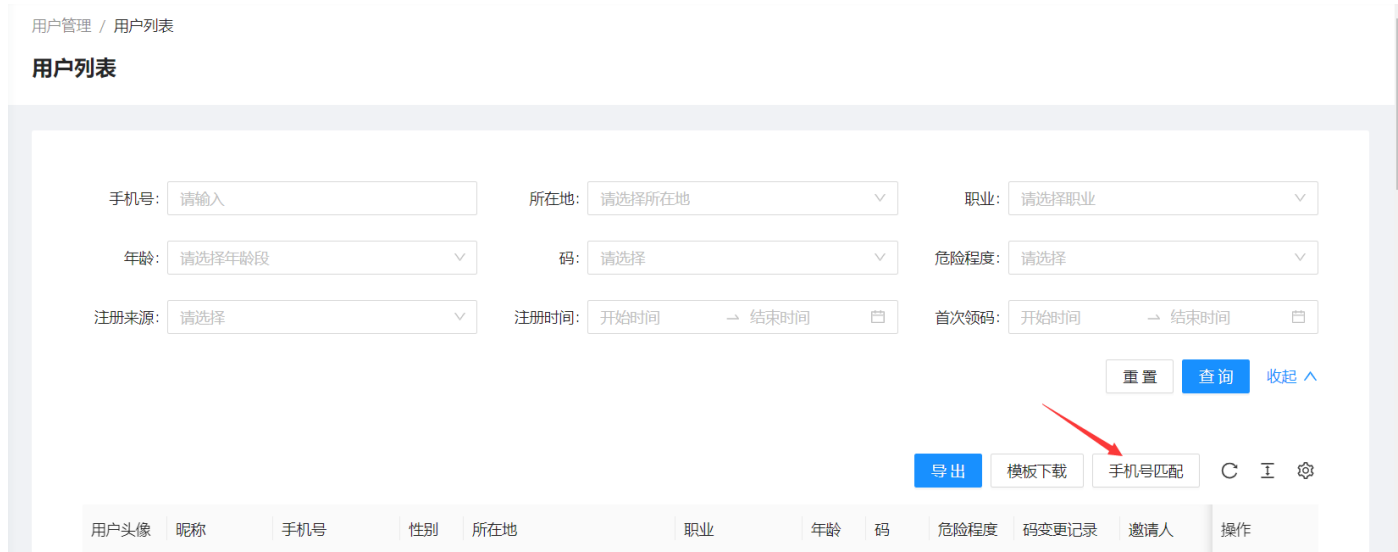 用户管理 / 用户列表
用户列表
手机号: 请输入 所在地: 请选择所在地 职业: 请选择职业
年龄: 请选择年龄段 码: 请选择 危险程度: 请选择
注册来源: 请选择 注册时间: 开始时间 → 结束时间 首次领码: 开始时间 → 结束时间
重置 查询 收起
导出 模板下载 手机号匹配
用户头像 昵称 手机号 性别 所在地 职业 年龄 码 危险程度 码变更记录 邀请人 操作